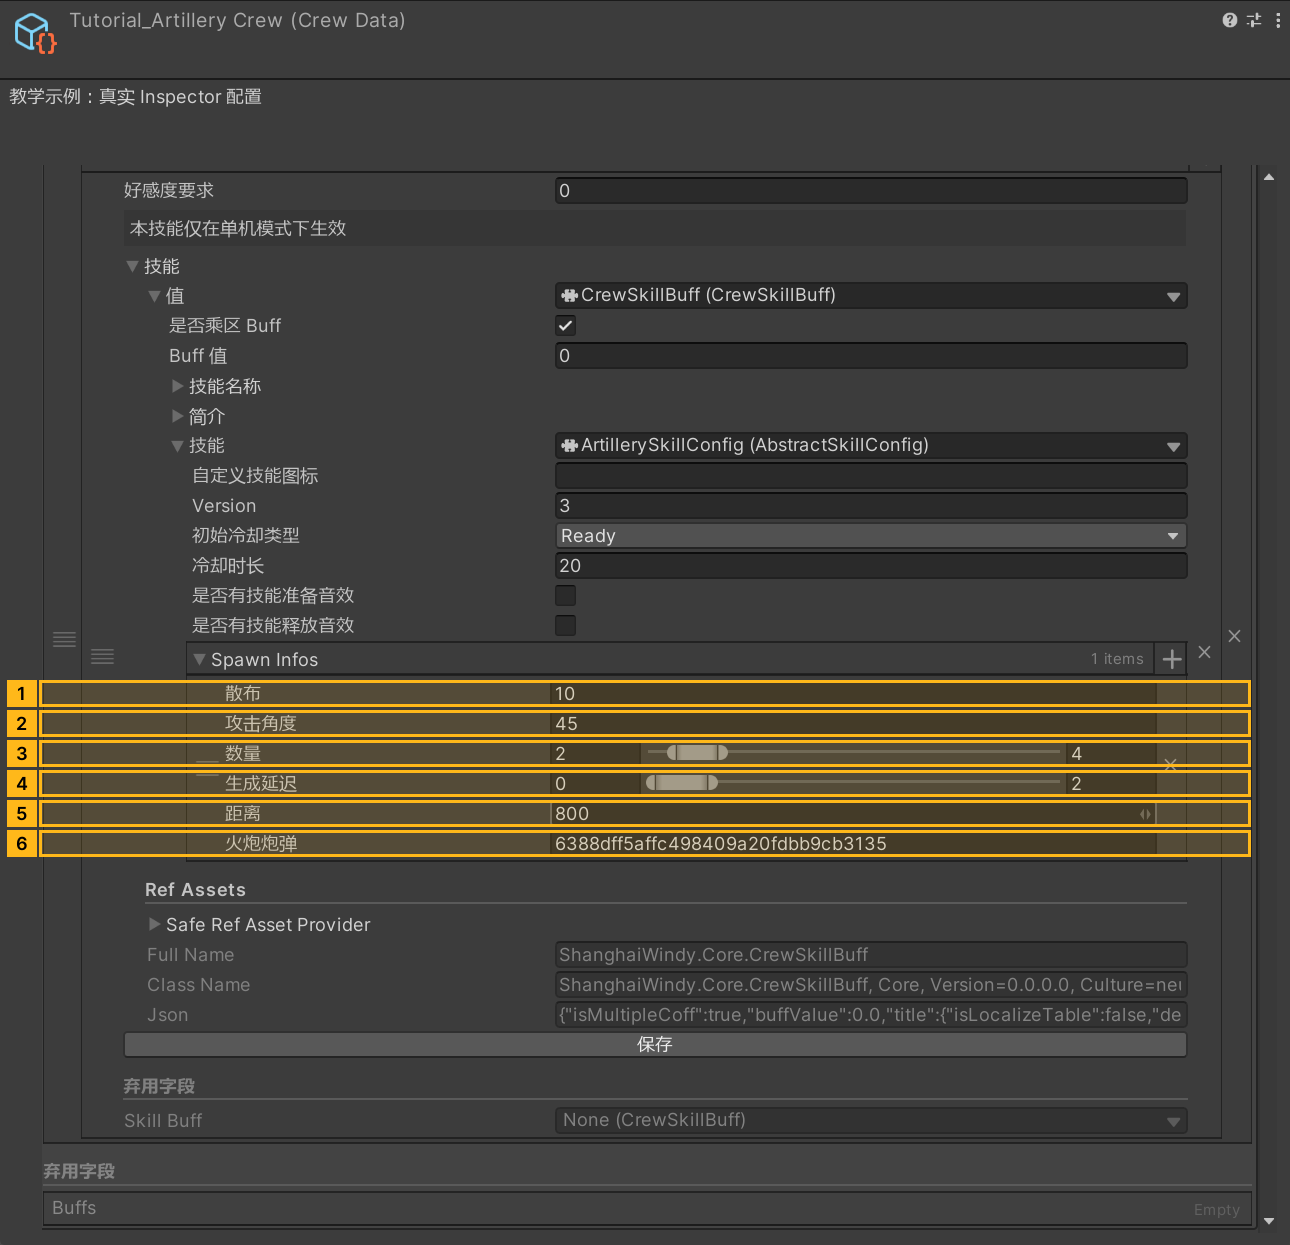 Tutorial_Artillery Crew (Crew Data)
教学示例：真实 Inspector 配置
好感度要求 0
本技能仅在单机模式下生效
技能
值 CrewSkillBuff (CrewSkillBuff)
是否乘区 Buff
Buff 值 0
技能名称
简介
技能 ArtillerySkillConfig (AbstractSkillConfig)
自定义技能图标
Version 3
初始冷却类型 Ready
冷却时长 20
是否有技能准备音效
是否有技能释放音效
Spawn Infos 1 items
1 散布 10
2 攻击角度 45
3 数量 2 4
4 生成延迟 0 2
5 距离 800
6 火炮炮弹 6388dff5affc498409a20fdbb9cb3135
Ref Assets
Safe Ref Asset Provider
Full Name ShanghaiWindy.Core.CrewSkillBuff
Class Name ShanghaiWindy.Core.CrewSkillBuff, Core, Version=0.0.0.0, Culture=neu
Json {"isMultipleCoff":true,"buffValue":0.0,"title":{"isLocalizeTable":false,"de
保存
弃用字段
Skill Buff None (CrewSkillBuff)
弃用字段
Buffs Empty